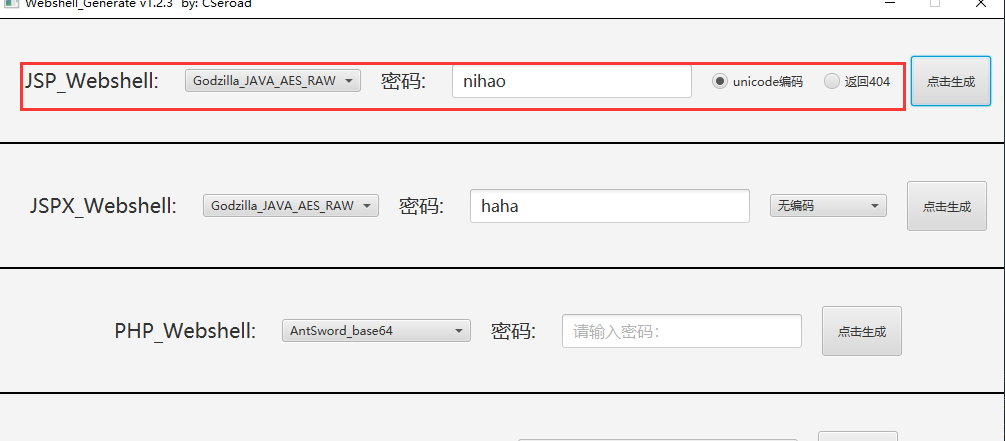 Webshell_Generate v1.2.3 by: CSeroad
JSP_Webshell: Godzilla_JAVA_AES_RAW 密码: nihao unicode编码 返回404 点击生成
JSPX_Webshell: Godzilla_JAVA_AES_RAW 密码: haha 无编码 点击生成
PHP_Webshell: AntSword_base64 密码: 请输入密码： 点击生成